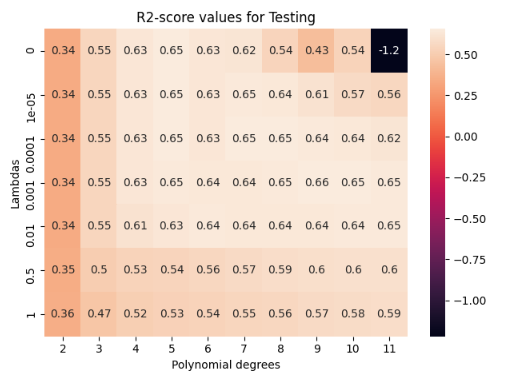 R2-score values for Testing
0 0.34 0.55 0.63 0.65 0.63 0.62 0.54 0.43 0.54 -1.2
1e-05 0.34 0.55 0.63 0.65 0.63 0.65 0.64 0.61 0.57 0.56
0.0001 0.34 0.55 0.63 0.65 0.63 0.65 0.65 0.64 0.64 0.62
0.001 0.34 0.55 0.63 0.65 0.64 0.64 0.65 0.66 0.65 0.65
0.01 0.34 0.55 0.61 0.63 0.64 0.64 0.64 0.64 0.64 0.65
0.5 0.35 0.5 0.53 0.54 0.56 0.57 0.59 0.6 0.6 0.6
1 0.36 0.47 0.52 0.53 0.54 0.55 0.56 0.57 0.58 0.59
2 3 4 5 6 7 8 9 10 11
Polynomial degrees
Lambdas
0.50
0.25
0.00
−0.25
−0.50
−0.75
−1.00